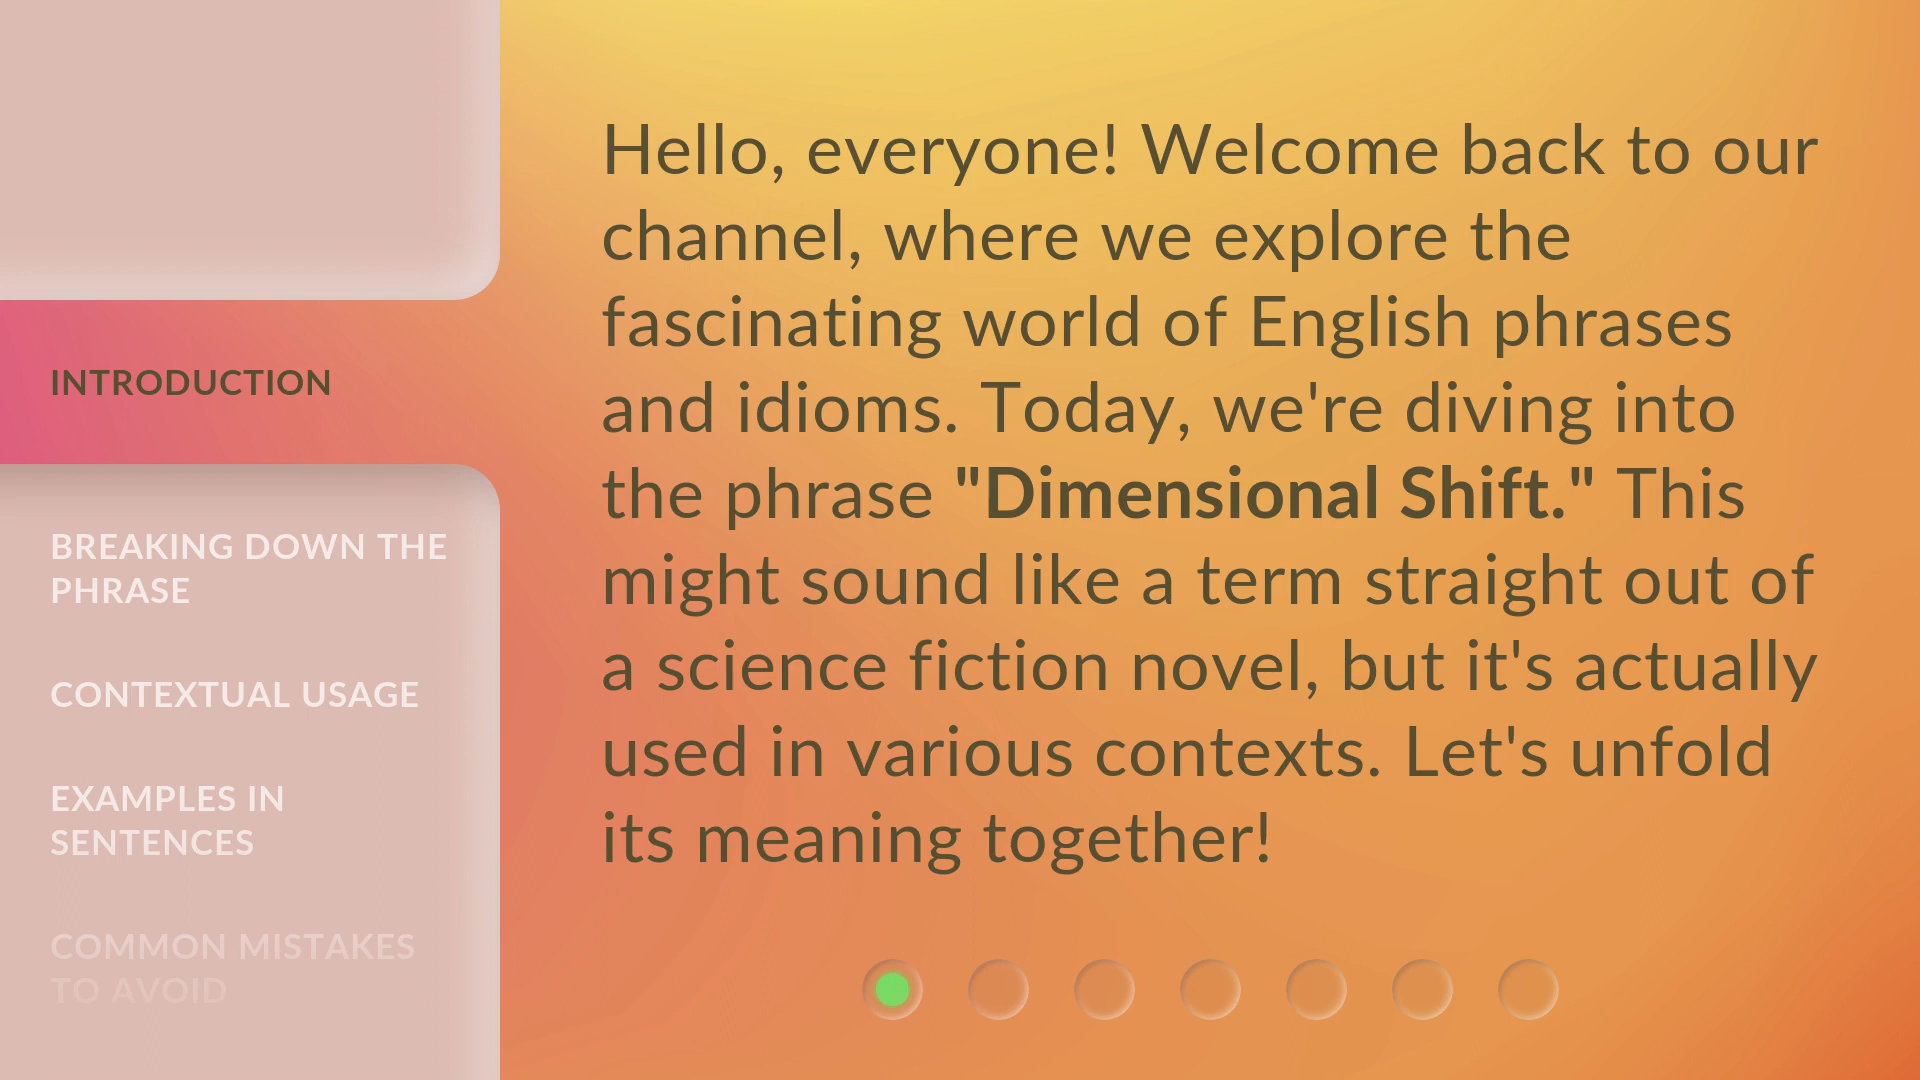 INTRODUCTION
BREAKING DOWN THE
PHRASE
CONTEXTUAL USAGE
EXAMPLES IN
SENTENCES
COMMON MISTAKES
TO AVOID
Hello, everyone! Welcome back to our
channel, where we explore the
fascinating world of English phrases
and idioms. Today, we're diving into
the phrase "Dimensional Shift." This
might sound like a term straight out of
a science fiction novel, but it's actually
used in various contexts. Let's unfold
its meaning together!